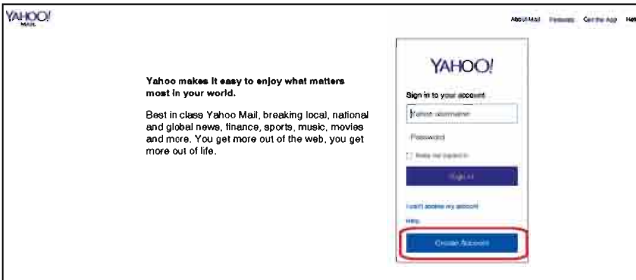 YAHOO!
MAIL
About Mail Features Get the App Help
Yahoo makes it easy to enjoy what matters
most in your world.
Best in class Yahoo Mail, breaking local, national
and global news, finance, sports, music, movies
and more. You get more out of the web, you get
more out of life.
YAHOO!
Sign in to your account
Yahoo username
Password
Keep me signed in
Sign in
I can't access my account
Help
Create Account